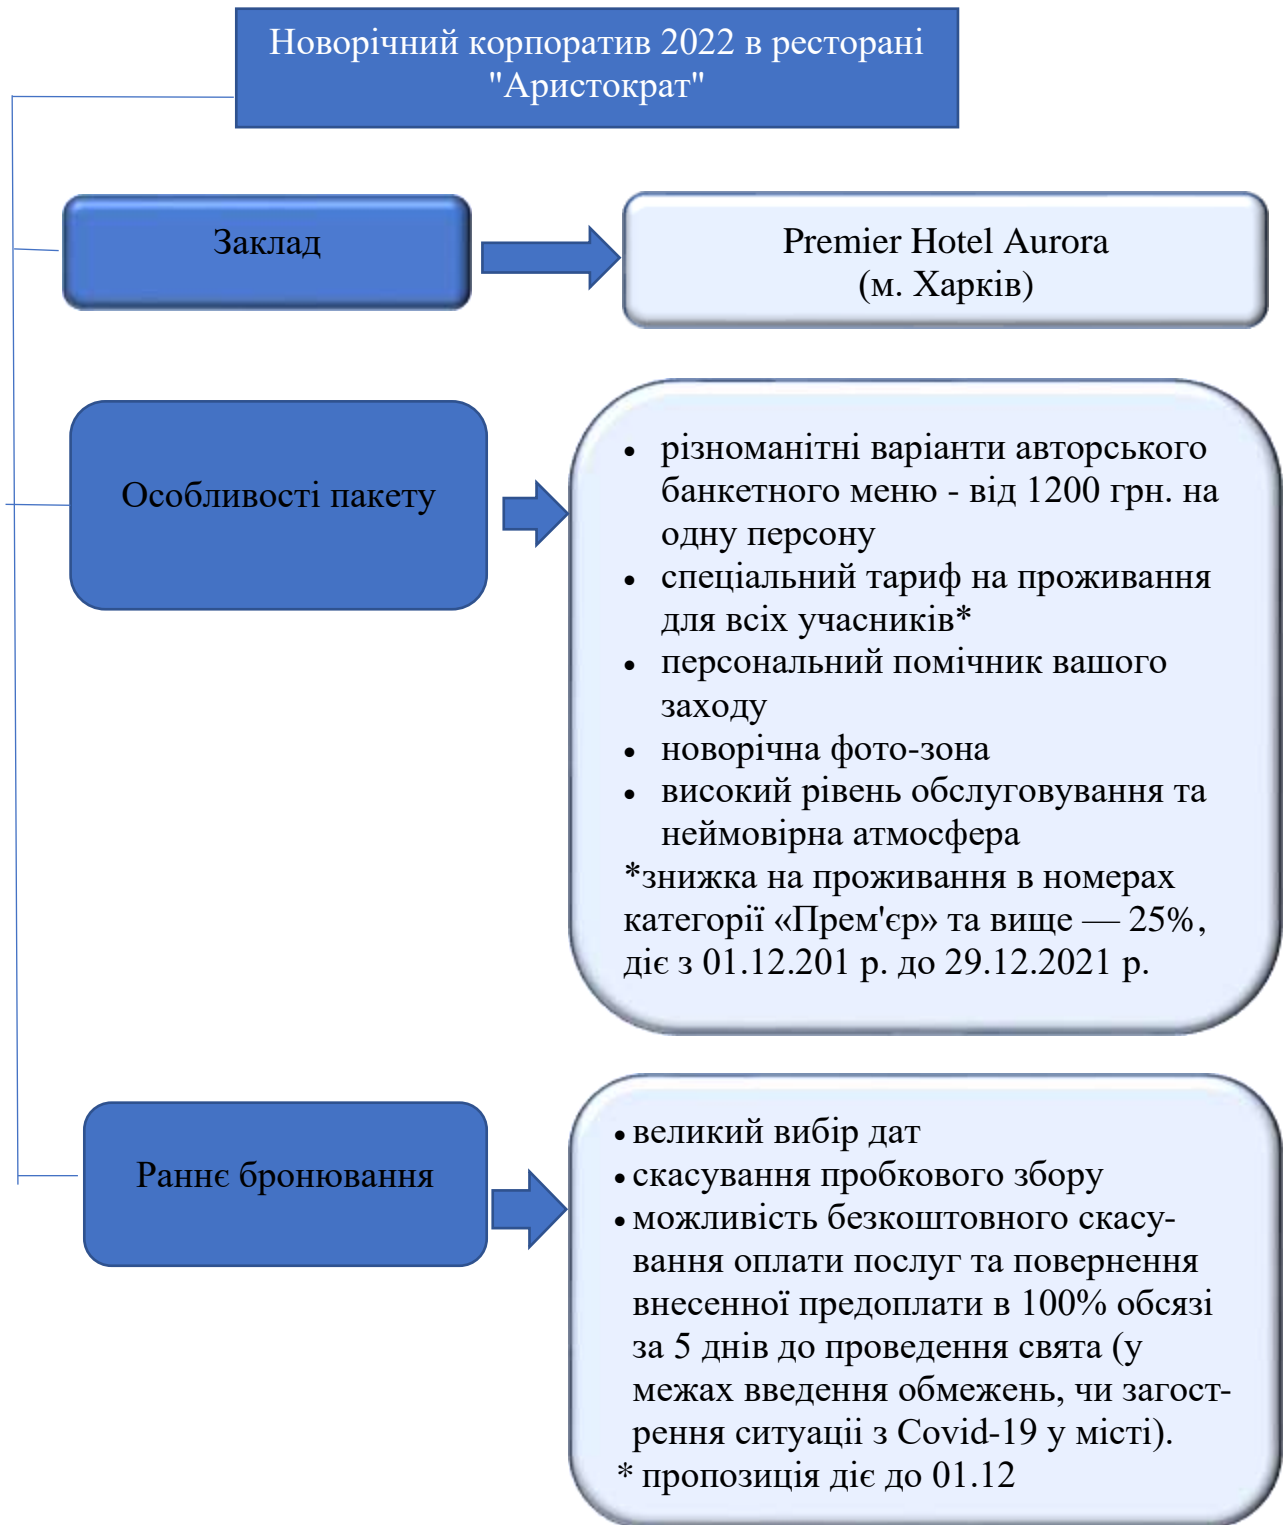 Новорічний корпоратив 2022 в ресторані
"Аристократ"
Заклад
Premier Hotel Aurora
(м. Харків)
Особливості пакету
• різноманітні варіанти авторського
банкетного меню - від 1200 грн. на
одну персону
• спеціальний тариф на проживання
для всіх учасників*
• персональний помічник вашого
заходу
• новорічна фото-зона
• високий рівень обслуговування та
неймовірна атмосфера
*знижка на проживання в номерах
категорії «Прем'єр» та вище — 25%,
діє з 01.12.201 р. до 29.12.2021 р.
Раннє бронювання
• великий вибір дат
• скасування пробкового збору
• можливість безкоштовного скасу-
вання оплати послуг та повернення
внесенної предоплати в 100% обсязі
за 5 днів до проведення свята (у
межах введення обмежень, чи загост-
рення ситуаціі з Covid-19 у місті).
* пропозиція діє до 01.12